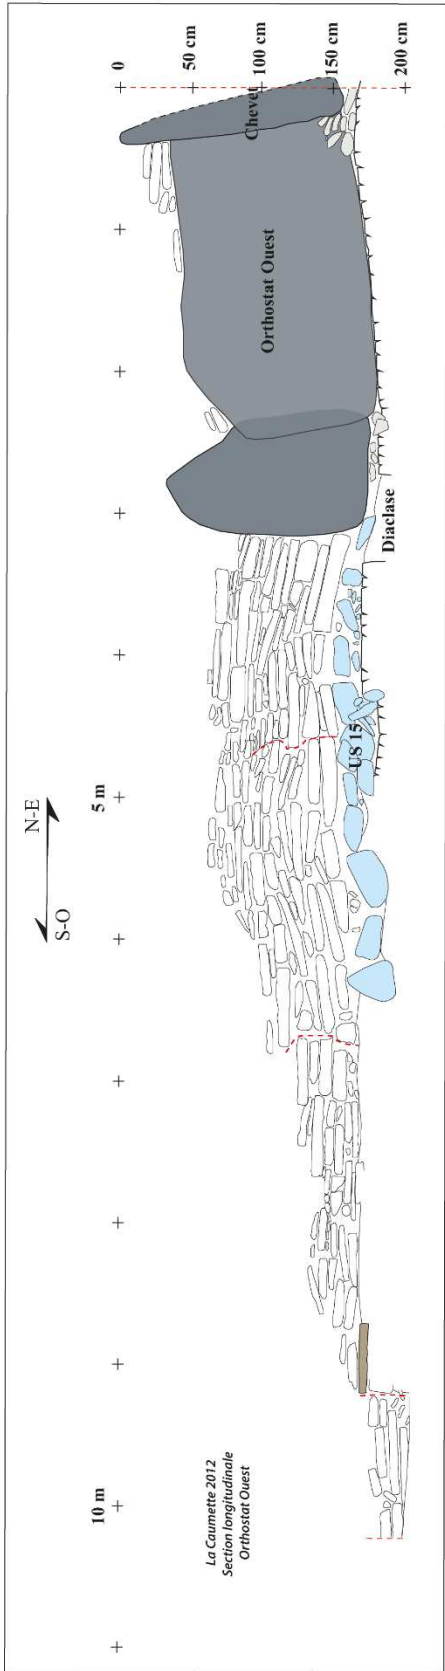 0
50 cm
100 cm
150 cm
200 cm
Chevet
Orthostat Ouest
Diaclase
US 15
5 m
N-E
S-O
10 m
La Caumette 2012
Section longitudinale
Orthostat Ouest